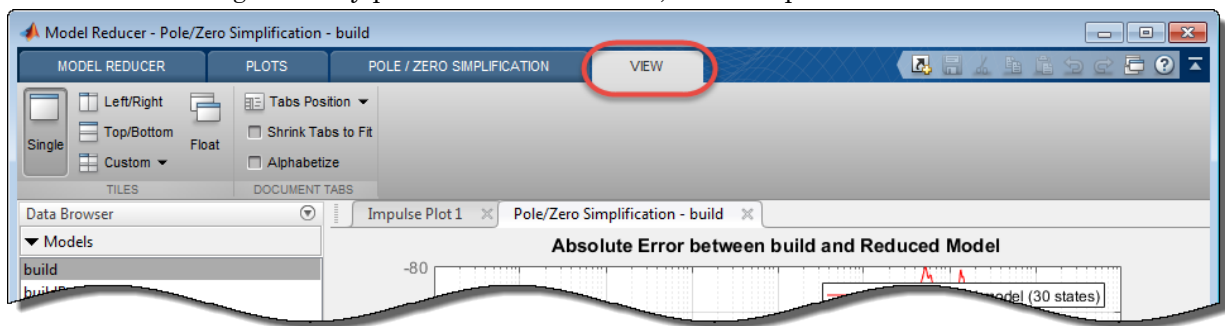 Model Reducer - Pole/Zero Simplification - build
MODEL REDUCER PLOTS POLE / ZERO SIMPLIFICATION VIEW
Single
Left/Right
Top/Bottom
Custom
Float
Tabs Position
Shrink Tabs to Fit
Alphabetize
TILES
DOCUMENT TABS
Data Browser
Models
build
Impulse Plot 1
Pole/Zero Simplification - build
Absolute Error between build and Reduced Model
-80
model (30 states)